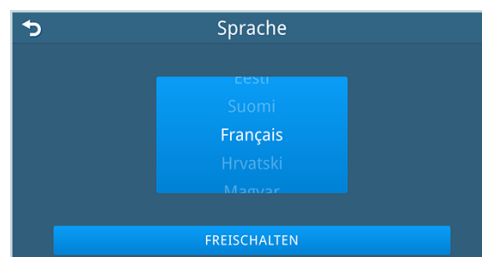 Sprache
Eesti
Suomi
Français
Hrvatski
Magyar
FREISCHALTEN